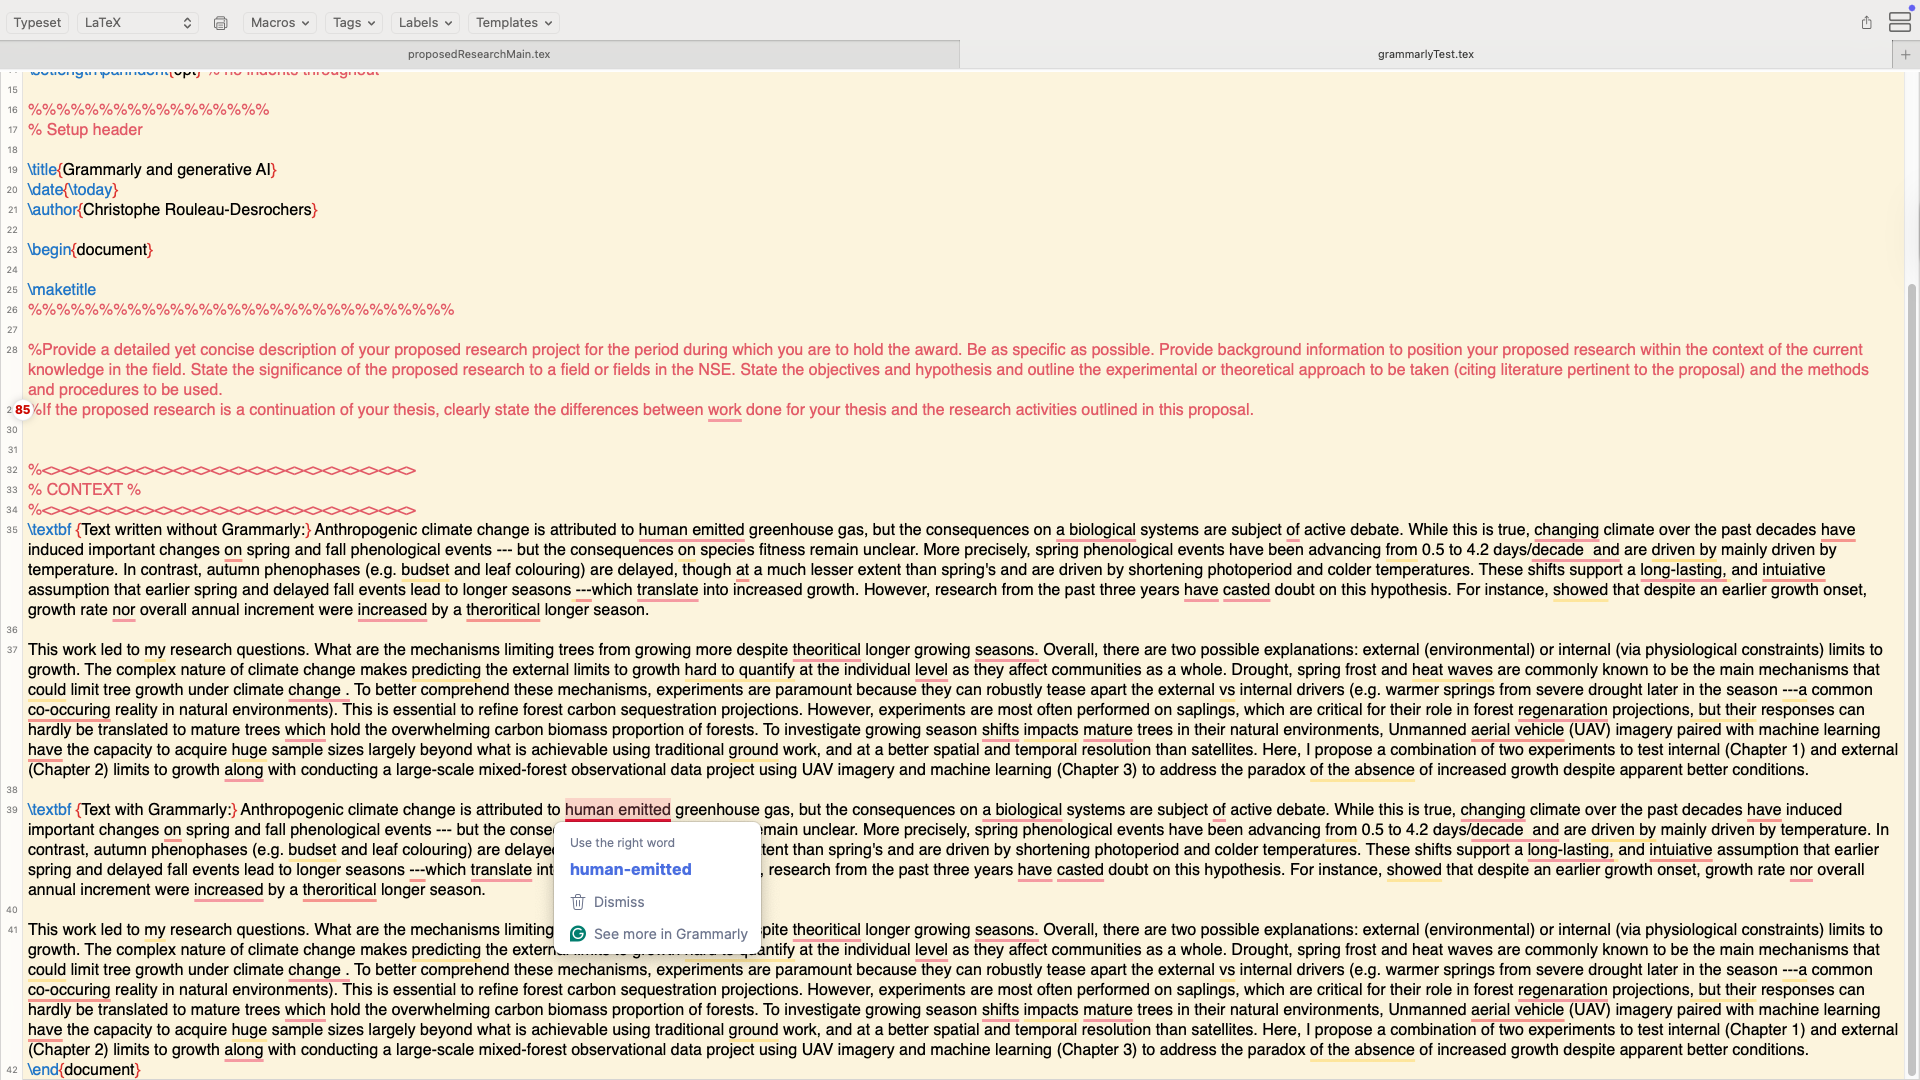 Typeset LaTeX Macros Tags Labels Templates
proposedResearchMain.tex grammarlyTest.tex +
15
16 %%%%%%%%%%%%%%%%%
17 % Setup header
18
19 \title{Grammarly and generative AI}
20 \date{\today}
21 \author{Christophe Rouleau-Desrochers}
22
23 \begin{document}
24
25 \maketitle
26 %%%%%%%%%%%%%%%%%%%%%%%%%%%%%%
27
28 %Provide a detailed yet concise description of your proposed research project for the period during which you are to hold the award. Be as specific as possible. Provide background information to position your proposed research within the context of the current
knowledge in the field. State the significance of the proposed research to a field or fields in the NSE. State the objectives and hypothesis and outline the experimental or theoretical approach to be taken (citing literature pertinent to the proposal) and the methods
and procedures to be used.
85 %If the proposed research is a continuation of your thesis, clearly state the differences between work done for your thesis and the research activities outlined in this proposal.
30
31
32 %<><><><><><><><><><><><><><><><><><><><>
33 % CONTEXT %
34 %<><><><><><><><><><><><><><><><><><><><>
35 \textbf {Text written without Grammarly:} Anthropogenic climate change is attributed to human emitted greenhouse gas, but the consequences on a biological systems are subject of active debate. While this is true, changing climate over the past decades have
induced important changes on spring and fall phenological events --- but the consequences on species fitness remain unclear. More precisely, spring phenological events have been advancing from 0.5 to 4.2 days/decade  and are driven by mainly driven by
temperature. In contrast, autumn phenophases (e.g. budset and leaf colouring) are delayed, though at a much lesser extent than spring's and are driven by shortening photoperiod and colder temperatures. These shifts support a long-lasting, and intuiative
assumption that earlier spring and delayed fall events lead to longer seasons ---which translate into increased growth. However, research from the past three years have casted doubt on this hypothesis. For instance, showed that despite an earlier growth onset,
growth rate nor overall annual increment were increased by a theroritical longer season.
36
37 This work led to my research questions. What are the mechanisms limiting trees from growing more despite theoritical longer growing seasons. Overall, there are two possible explanations: external (environmental) or internal (via physiological constraints) limits to
growth. The complex nature of climate change makes predicting the external limits to growth hard to quantify at the individual level as they affect communities as a whole. Drought, spring frost and heat waves are commonly known to be the main mechanisms that
could limit tree growth under climate change . To better comprehend these mechanisms, experiments are paramount because they can robustly tease apart the external vs internal drivers (e.g. warmer springs from severe drought later in the season ---a common
co-occuring reality in natural environments). This is essential to refine forest carbon sequestration projections. However, experiments are most often performed on saplings, which are critical for their role in forest regenaration projections, but their responses can
hardly be translated to mature trees which hold the overwhelming carbon biomass proportion of forests. To investigate growing season shifts impacts mature trees in their natural environments, Unmanned aerial vehicle (UAV) imagery paired with machine learning
have the capacity to acquire huge sample sizes largely beyond what is achievable using traditional ground work, and at a better spatial and temporal resolution than satellites. Here, I propose a combination of two experiments to test internal (Chapter 1) and external
(Chapter 2) limits to growth along with conducting a large-scale mixed-forest observational data project using UAV imagery and machine learning (Chapter 3) to address the paradox of the absence of increased growth despite apparent better conditions.
38
39 \textbf {Text with Grammarly:} Anthropogenic climate change is attributed to human emitted greenhouse gas, but the consequences on a biological systems are subject of active debate. While this is true, changing climate over the past decades have induced
important changes on spring and fall phenological events --- but the conse emain unclear. More precisely, spring phenological events have been advancing from 0.5 to 4.2 days/decade  and are driven by mainly driven by temperature. In
contrast, autumn phenophases (e.g. budset and leaf colouring) are delaye tent than spring's and are driven by shortening photoperiod and colder temperatures. These shifts support a long-lasting, and intuiative assumption that earlier
spring and delayed fall events lead to longer seasons ---which translate int , research from the past three years have casted doubt on this hypothesis. For instance, showed that despite an earlier growth onset, growth rate nor overall
annual increment were increased by a theroritical longer season.
Use the right word
human-emitted
Dismiss
See more in Grammarly
40
41 This work led to my research questions. What are the mechanisms limiting pite theoritical longer growing seasons. Overall, there are two possible explanations: external (environmental) or internal (via physiological constraints) limits to
growth. The complex nature of climate change makes predicting the extern quantify at the individual level as they affect communities as a whole. Drought, spring frost and heat waves are commonly known to be the main mechanisms that
could limit tree growth under climate change . To better comprehend these mechanisms, experiments are paramount because they can robustly tease apart the external vs internal drivers (e.g. warmer springs from severe drought later in the season ---a common
co-occuring reality in natural environments). This is essential to refine forest carbon sequestration projections. However, experiments are most often performed on saplings, which are critical for their role in forest regenaration projections, but their responses can
hardly be translated to mature trees which hold the overwhelming carbon biomass proportion of forests. To investigate growing season shifts impacts mature trees in their natural environments, Unmanned aerial vehicle (UAV) imagery paired with machine learning
have the capacity to acquire huge sample sizes largely beyond what is achievable using traditional ground work, and at a better spatial and temporal resolution than satellites. Here, I propose a combination of two experiments to test internal (Chapter 1) and external
(Chapter 2) limits to growth along with conducting a large-scale mixed-forest observational data project using UAV imagery and machine learning (Chapter 3) to address the paradox of the absence of increased growth despite apparent better conditions.
42 \end{document}